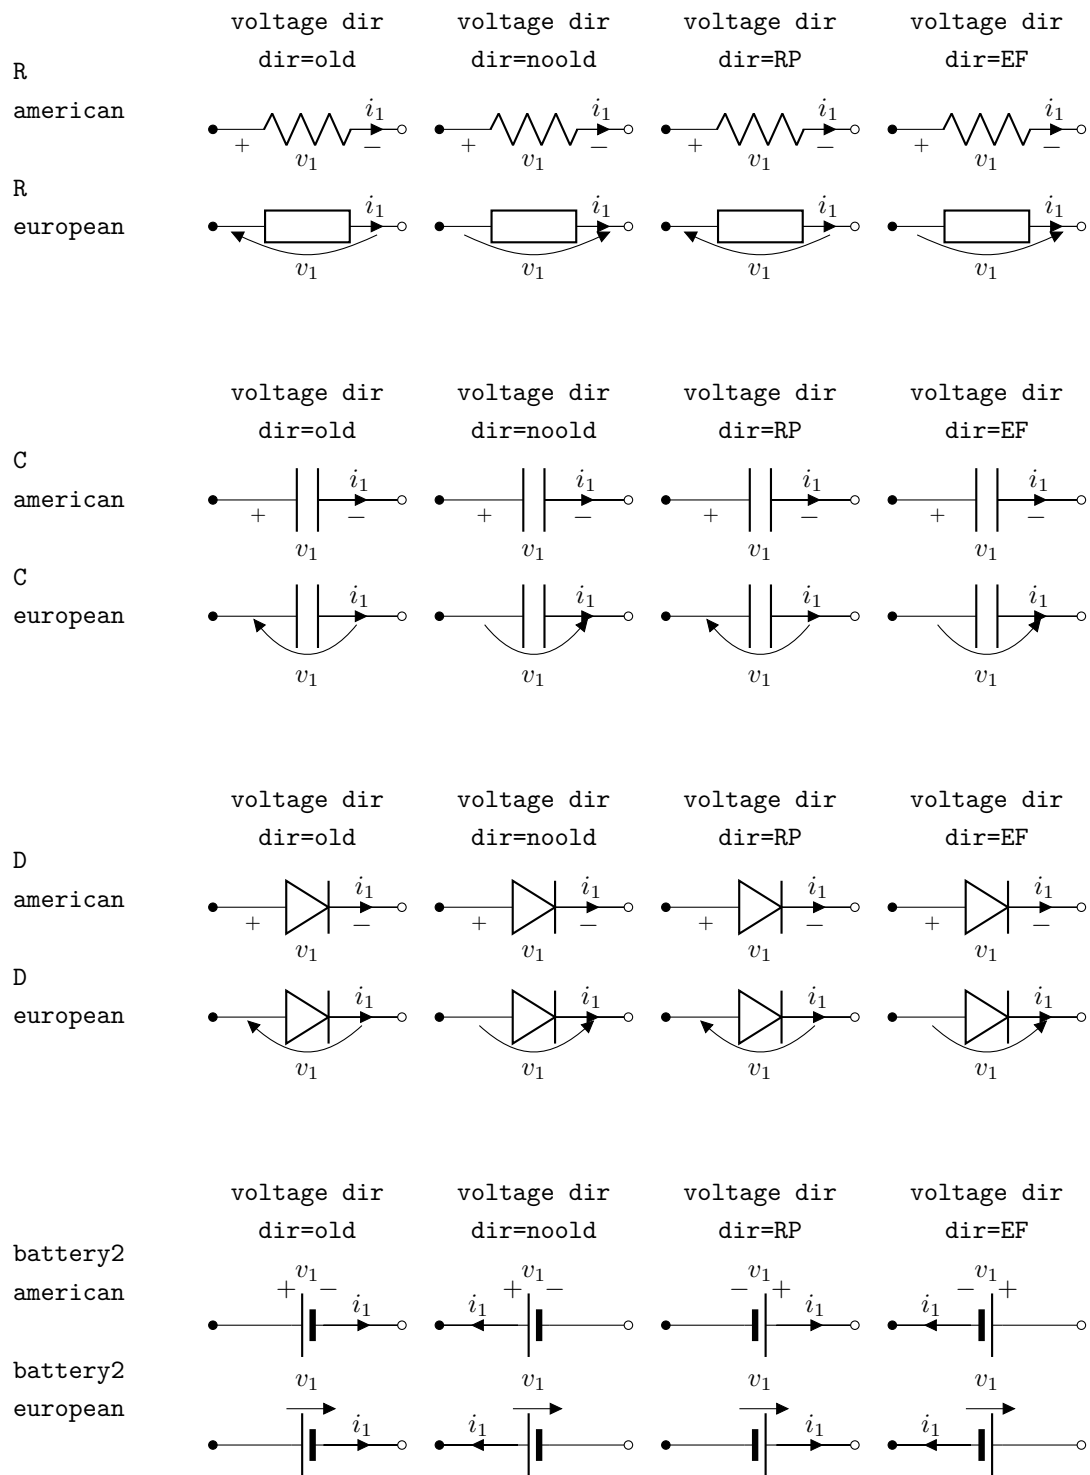 voltage dir voltage dir voltage dir voltage dir
dir=old dir=noold dir=RP dir=EF
R
american
i₁ i₁ i₁ i₁
+ − + − + − + −
v₁ v₁ v₁ v₁
R
european
i₁ i₁ i₁ i₁
v₁ v₁ v₁ v₁
voltage dir voltage dir voltage dir voltage dir
dir=old dir=noold dir=RP dir=EF
C
american
i₁ i₁ i₁ i₁
+ − + − + − + −
v₁ v₁ v₁ v₁
C
european
i₁ i₁ i₁ i₁
v₁ v₁ v₁ v₁
voltage dir voltage dir voltage dir voltage dir
dir=old dir=noold dir=RP dir=EF
D
american
i₁ i₁ i₁ i₁
+ − + − + − + −
v₁ v₁ v₁ v₁
D
european
i₁ i₁ i₁ i₁
v₁ v₁ v₁ v₁
voltage dir voltage dir voltage dir voltage dir
dir=old dir=noold dir=RP dir=EF
battery2
v₁ v₁ v₁ v₁
american
+ − + − − + − +
i₁ i₁ i₁ i₁
battery2
v₁ v₁ v₁ v₁
european
i₁ i₁ i₁ i₁